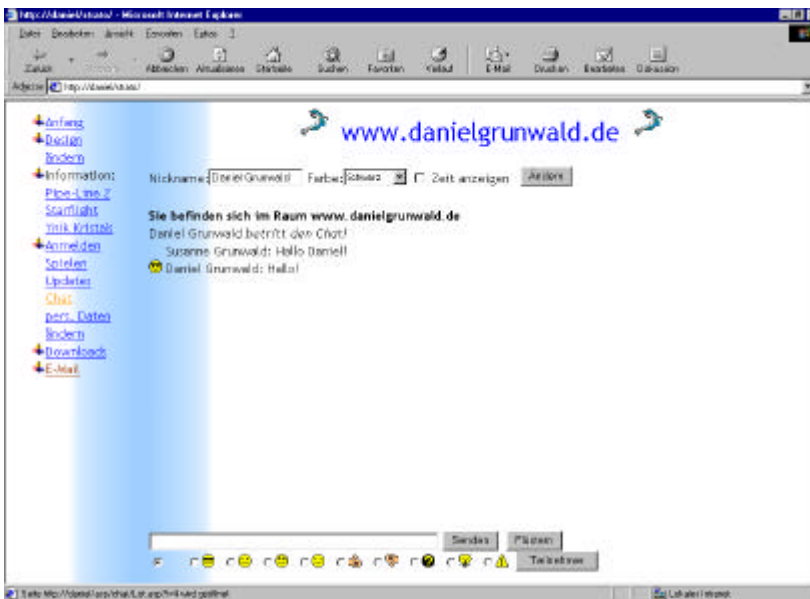 http://daniel/strato/ - Microsoft Internet Explorer
Datei Bearbeiten Ansicht Favoriten Extras ?
Zurück Abbrechen Aktualisieren Startseite Suchen Favoriten Verlauf E-Mail Drucken Bearbeiten Diskussion
Adresse http://daniel/strato/
www.danielgrunwald.de
Anfang
Design
ändern
Information:
Pipe-Line 2
Starflight
Ynik Kristals
Anmelden
Spielen
Updates
Chat
pers. Daten
ändern
Downloads
E-Mail
Nickname: Daniel Grunwald Farbe: Schwarz Zeit anzeigen Ändern
Sie befinden sich im Raum www.danielgrunwald.de
Daniel Grunwald betritt den Chat!
Susanne Grunwald: Hallo Daniel!
Daniel Grunwald: Hallo!
Senden Flüstern
Teilnehmer
Lokales Intranet